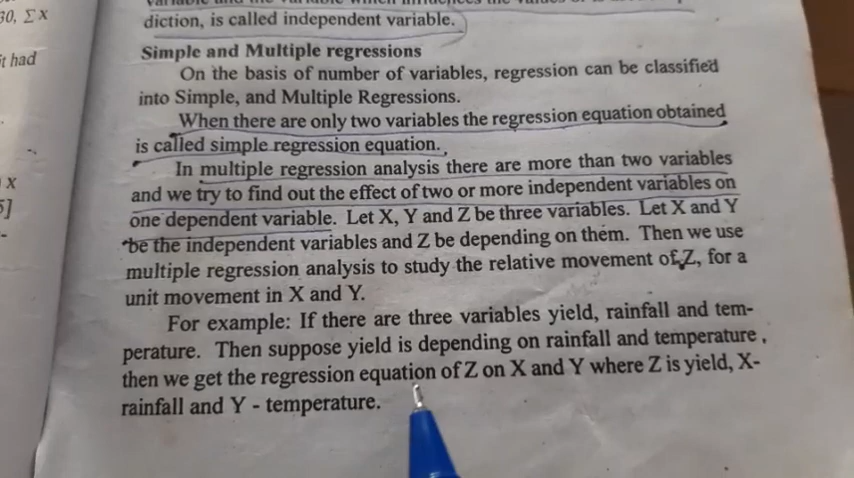 30, Σ X
it had
X
5]
diction, is called independent variable.
Simple and Multiple regressions
On the basis of number of variables, regression can be classified
into Simple, and Multiple Regressions.
When there are only two variables the regression equation obtained
is called simple regression equation.
In multiple regression analysis there are more than two variables
and we try to find out the effect of two or more independent variables on
one dependent variable. Let X, Y and Z be three variables. Let X and Y
be the independent variables and Z be depending on them. Then we use
multiple regression analysis to study the relative movement of Z, for a
unit movement in X and Y.
For example: If there are three variables yield, rainfall and tem-
perature. Then suppose yield is depending on rainfall and temperature,
then we get the regression equation of Z on X and Y where Z is yield, X-
rainfall and Y - temperature.